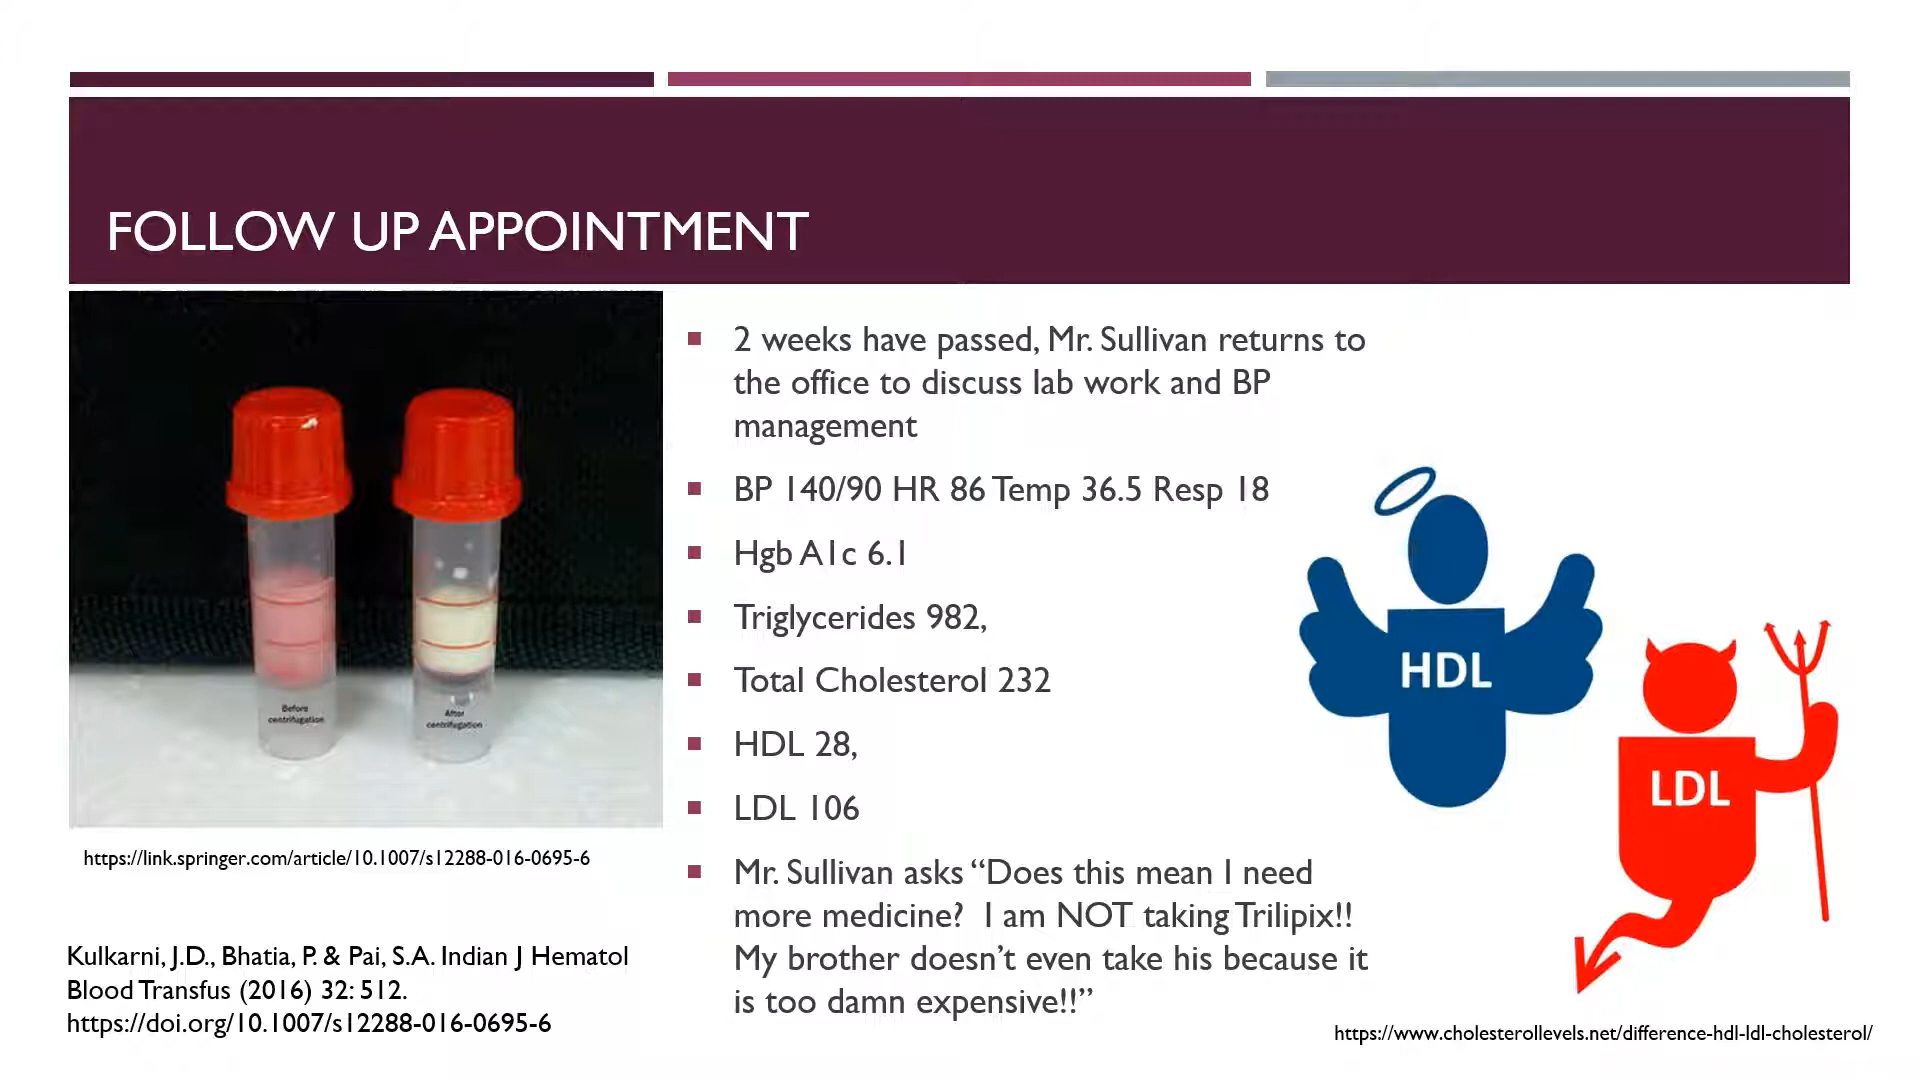 FOLLOW UP APPOINTMENT
Before
centrifugation
After
centrifugation
https://link.springer.com/article/10.1007/s12288-016-0695-6
Kulkarni, J.D., Bhatia, P. & Pai, S.A. Indian J Hematol
Blood Transfus (2016) 32: 512.
https://doi.org/10.1007/s12288-016-0695-6
2 weeks have passed, Mr. Sullivan returns to
the office to discuss lab work and BP
management
BP 140/90 HR 86 Temp 36.5 Resp 18
Hgb A1c 6.1
Triglycerides 982,
Total Cholesterol 232
HDL 28,
LDL 106
Mr. Sullivan asks “Does this mean I need
more medicine?  I am NOT taking Trilipix!!
My brother doesn’t even take his because it
is too damn expensive!!”
HDL
LDL
https://www.cholesterollevels.net/difference-hdl-ldl-cholesterol/